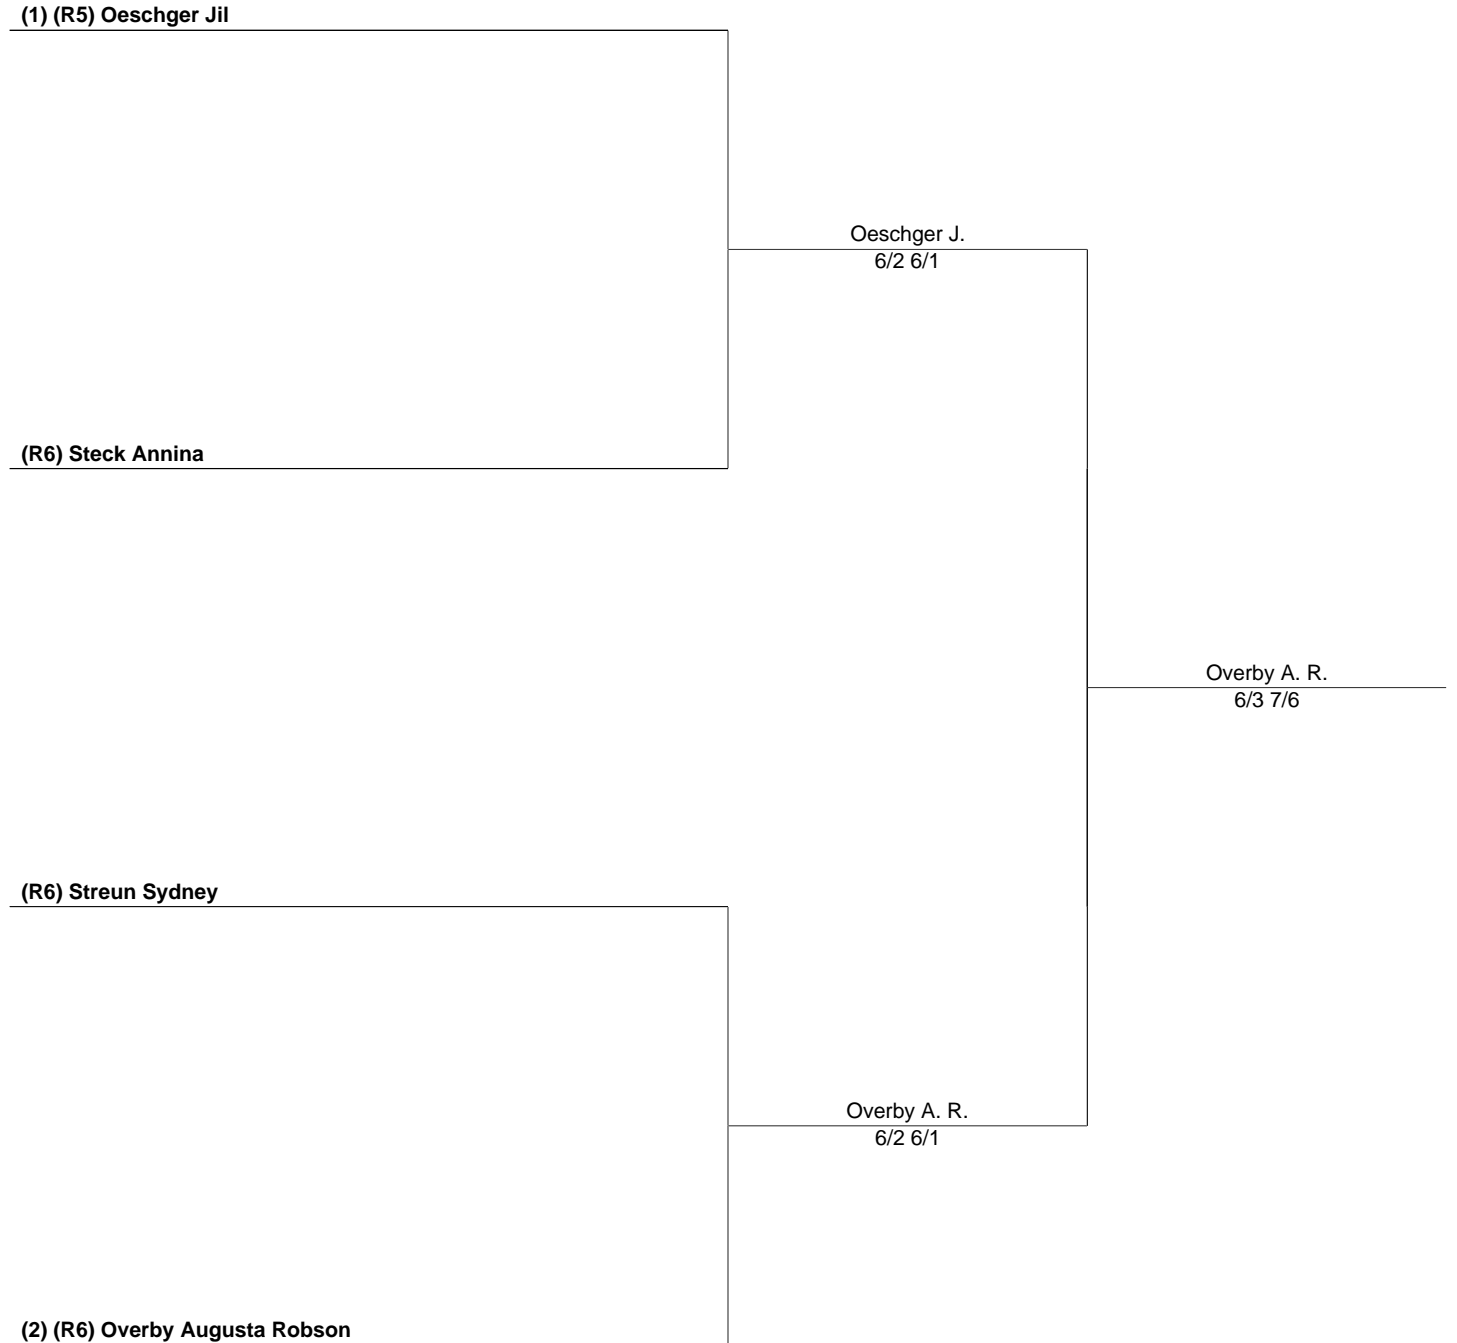 (1) (R5) Oeschger Jil
Oeschger J.
6/2 6/1
(R6) Steck Annina
Overby A. R.
6/3 7/6
(R6) Streun Sydney
Overby A. R.
6/2 6/1
(2) (R6) Overby Augusta Robson